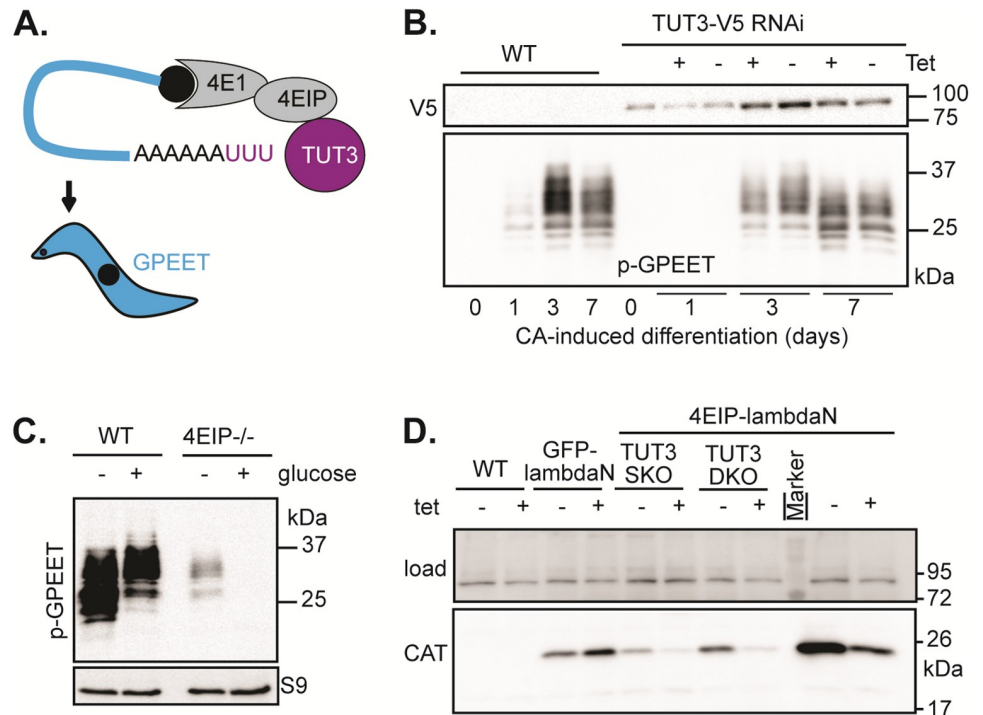 A.
4E1
4EIP
AAAAAAUUU
TUT3
GPEET
B.
TUT3-V5 RNAi
WT
+ - + - + - Tet
V5
100
75
37
25
p-GPEET
kDa
0 1 3 7 0 1 3 7
CA-induced differentiation (days)
C.
WT 4EIP-/-
- + - + glucose
kDa
37
25
p-GPEET
S9
D.
4EIP-lambdaN
WT
GFP-
lambdaN
TUT3
SKO
TUT3
DKO
Marker
tet - + - + - + - + - +
load
95
72
CAT
26
kDa
17